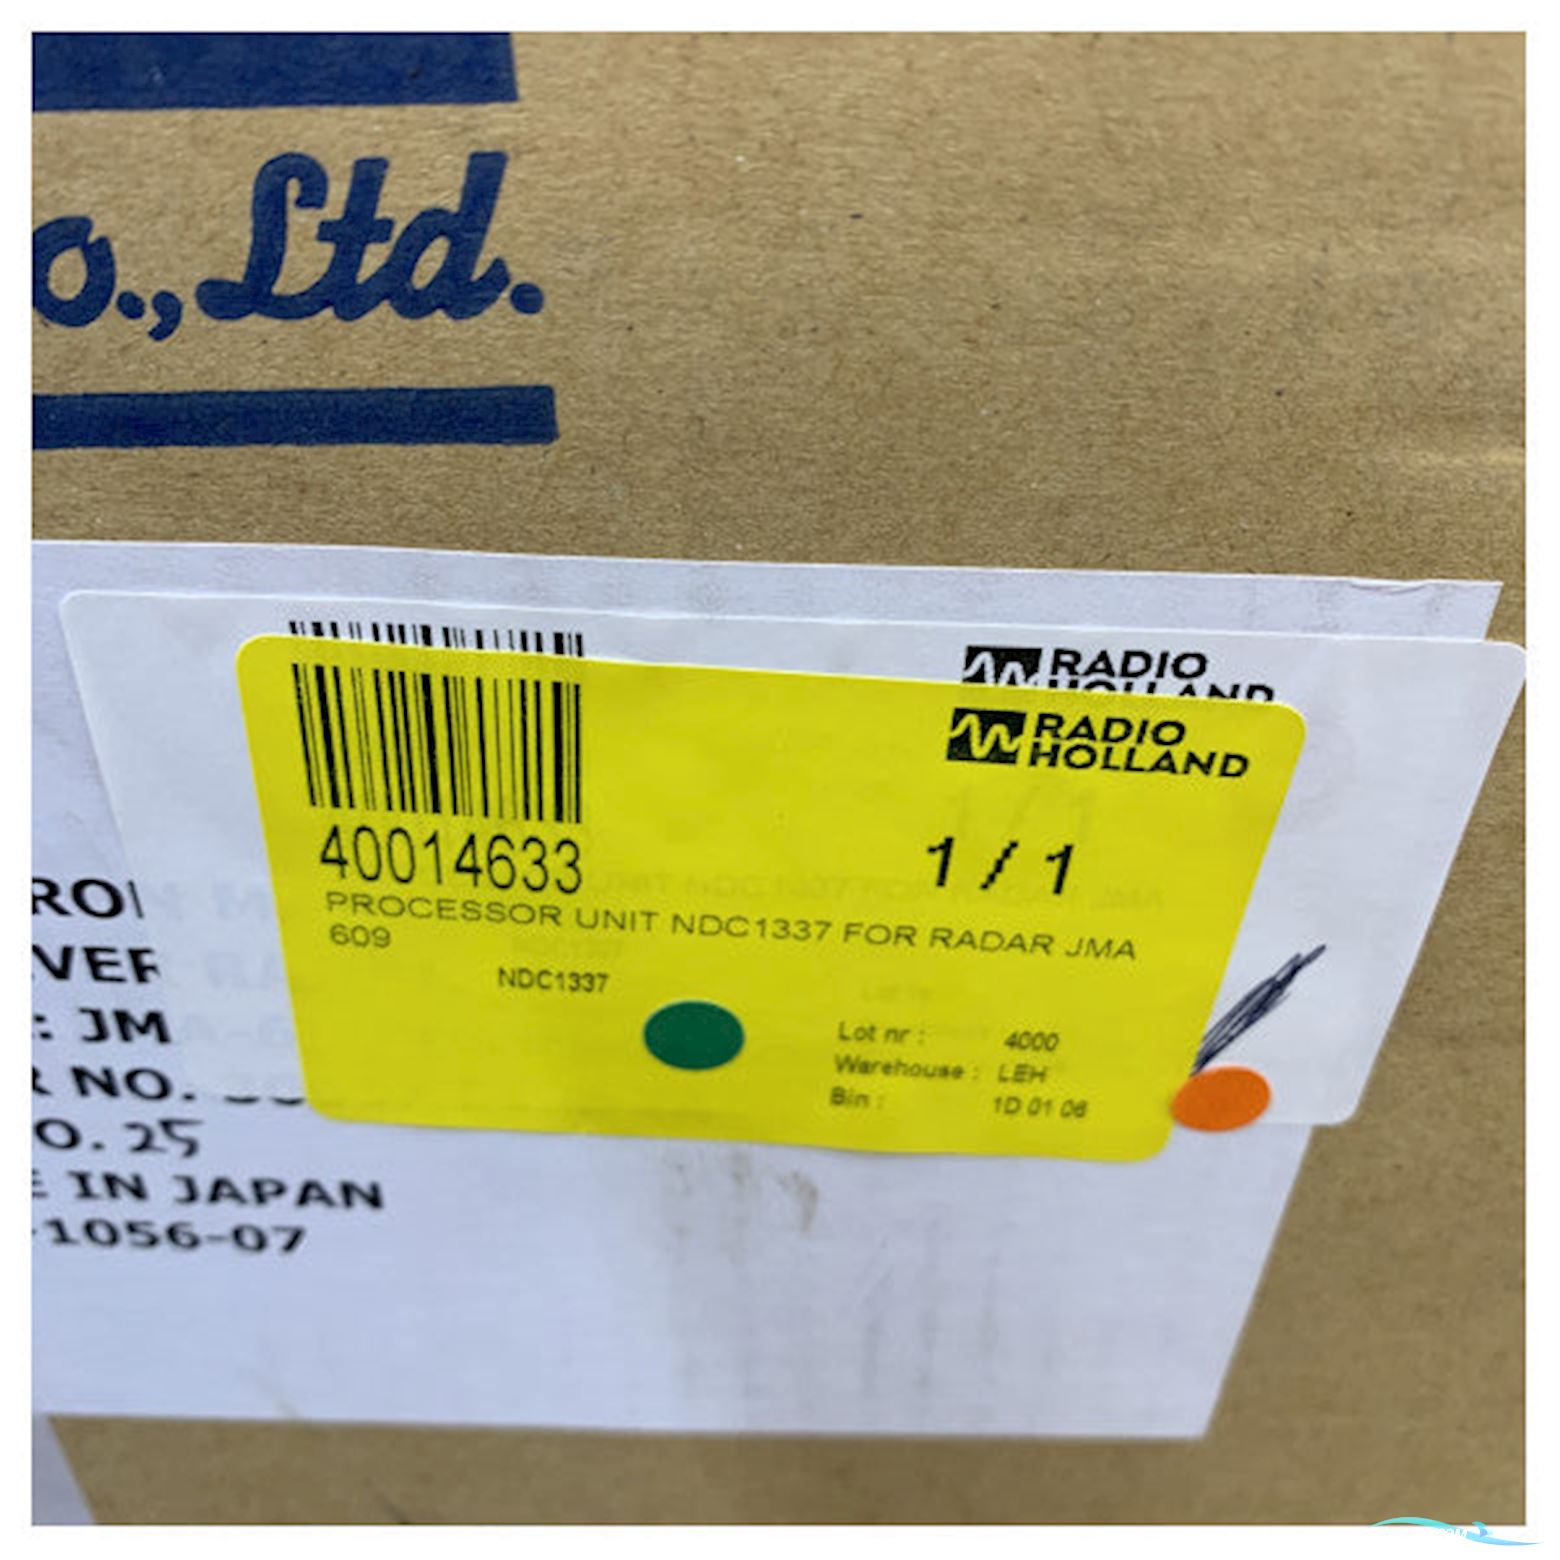 o., Ltd.
RADIO
HOLLAND
RADIO
HOLLAND
40014633
1 / 1
PROCESSOR UNIT NDC1337 FOR RADAR JMA
609
NDC1337
Lot nr : 4000
Warehouse : LEH
Bin : 1D 01 06
RO
VER
: JM
R NO.
O. 25
E IN JAPAN
-1056-07